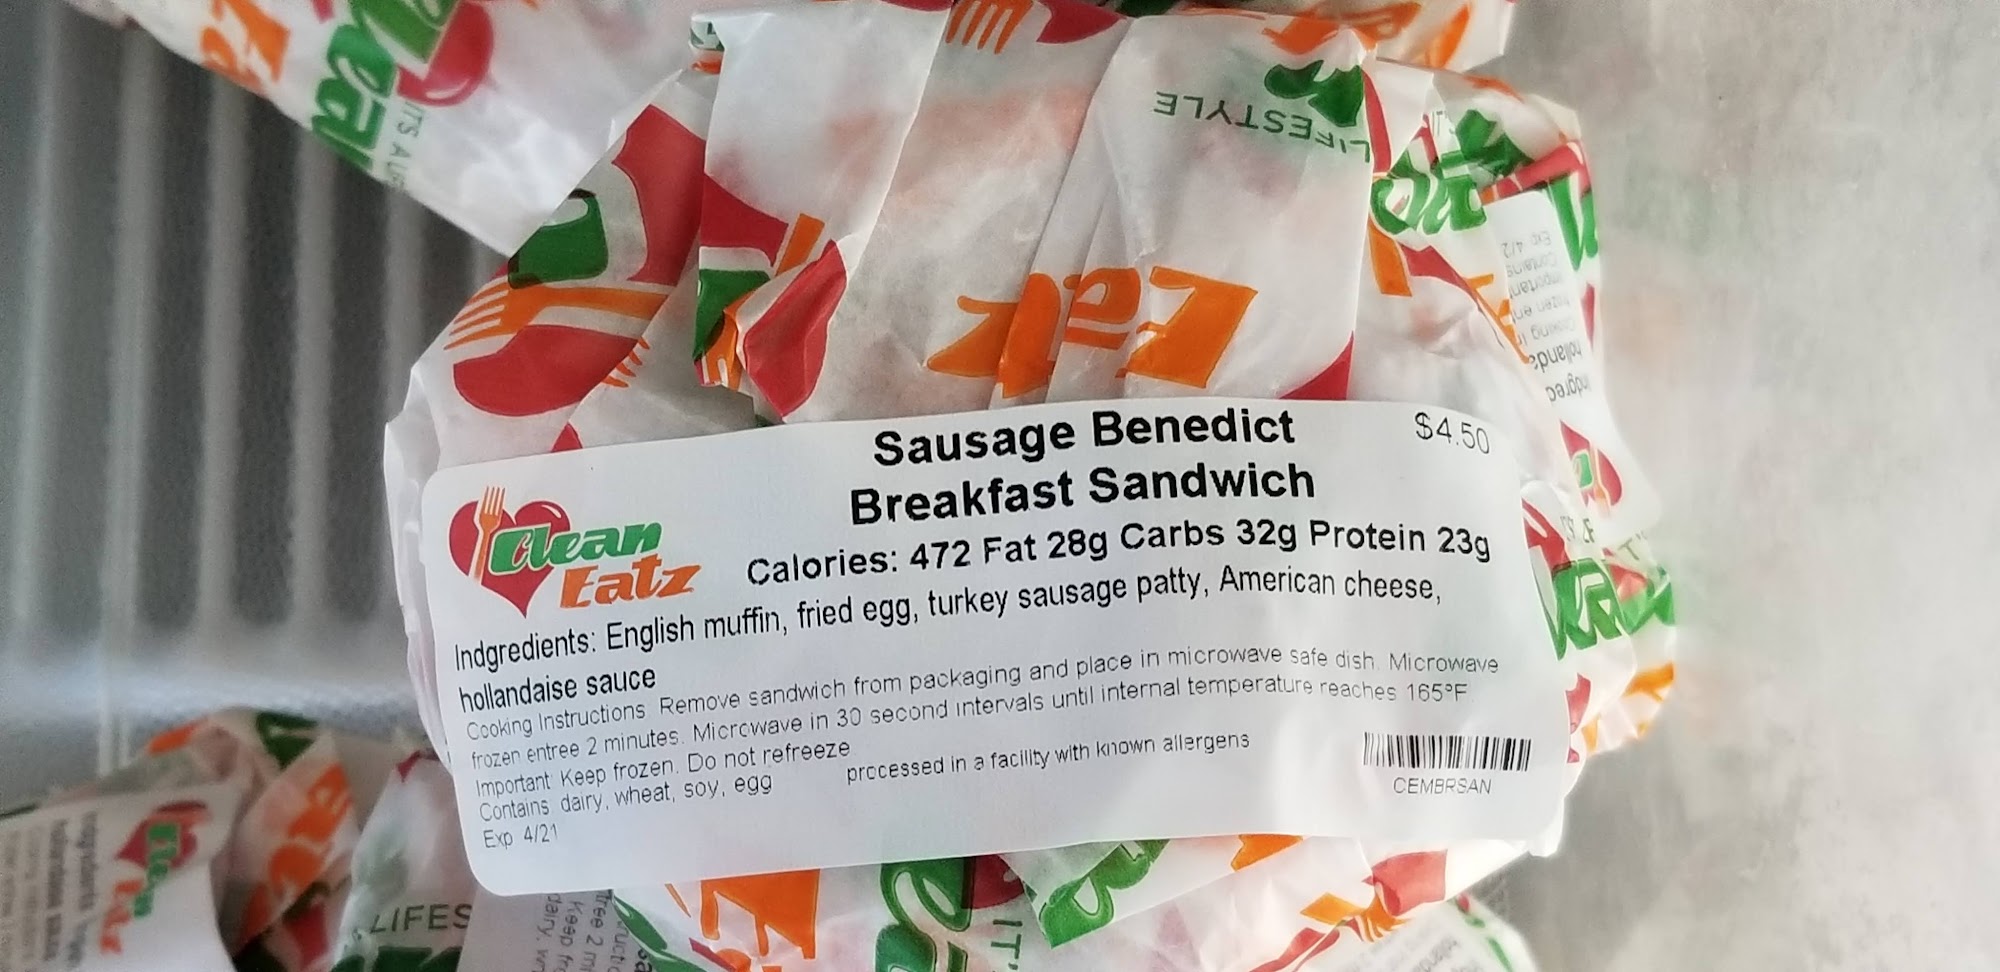 LIFESTYLE
Eatz
Sausage Benedict
$4.50
Breakfast Sandwich
Clean
Eatz
Calories: 472 Fat 28g Carbs 32g Protein 23g
Indgredients: English muffin, fried egg, turkey sausage patty, American cheese,
hollandaise sauce
Cooking Instructions Remove sandwich from packaging and place in microwave safe dish. Microwave
frozen entree 2 minutes. Microwave in 30 second intervals until internal temperature reaches 165°F
Important: Keep frozen. Do not refreeze
Contains: dairy, wheat, soy, egg
processed in a facility with known allergens
Exp 4/21
CEMBRSAN
LIFES
IT'